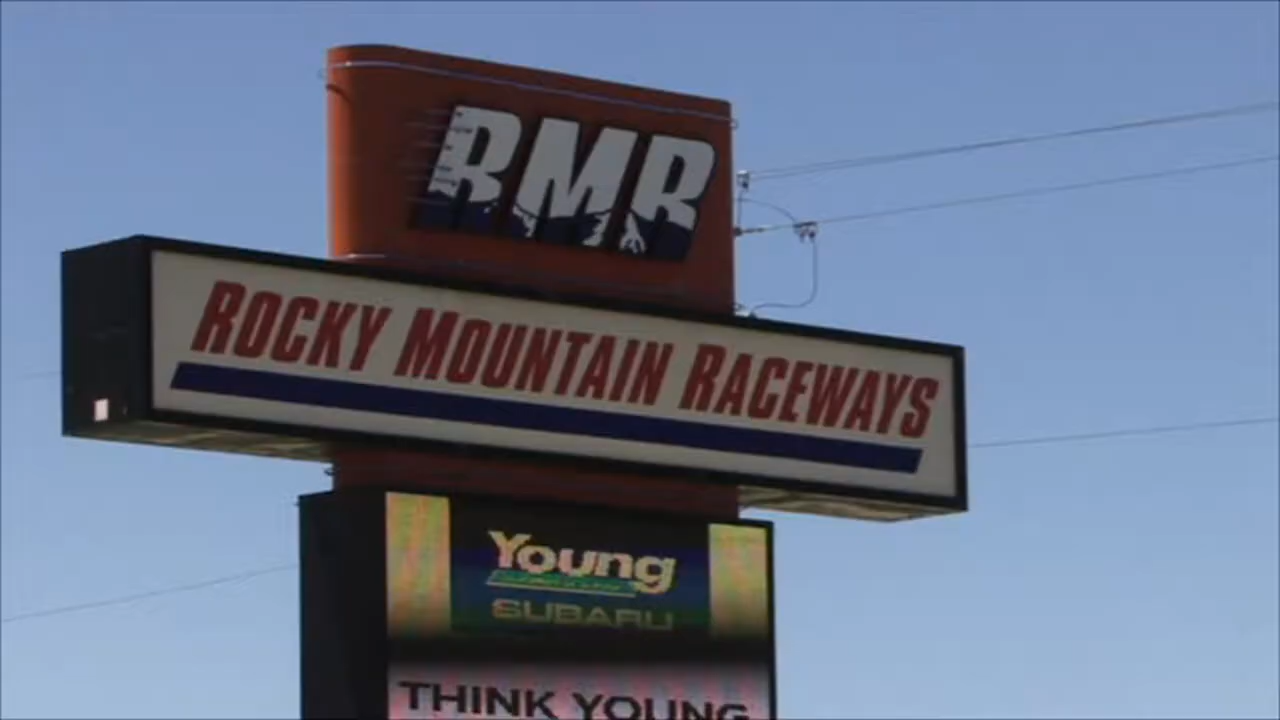 RMR
ROCKY MOUNTAIN RACEWAYS
Young
SUBARU
THINK YOUNG